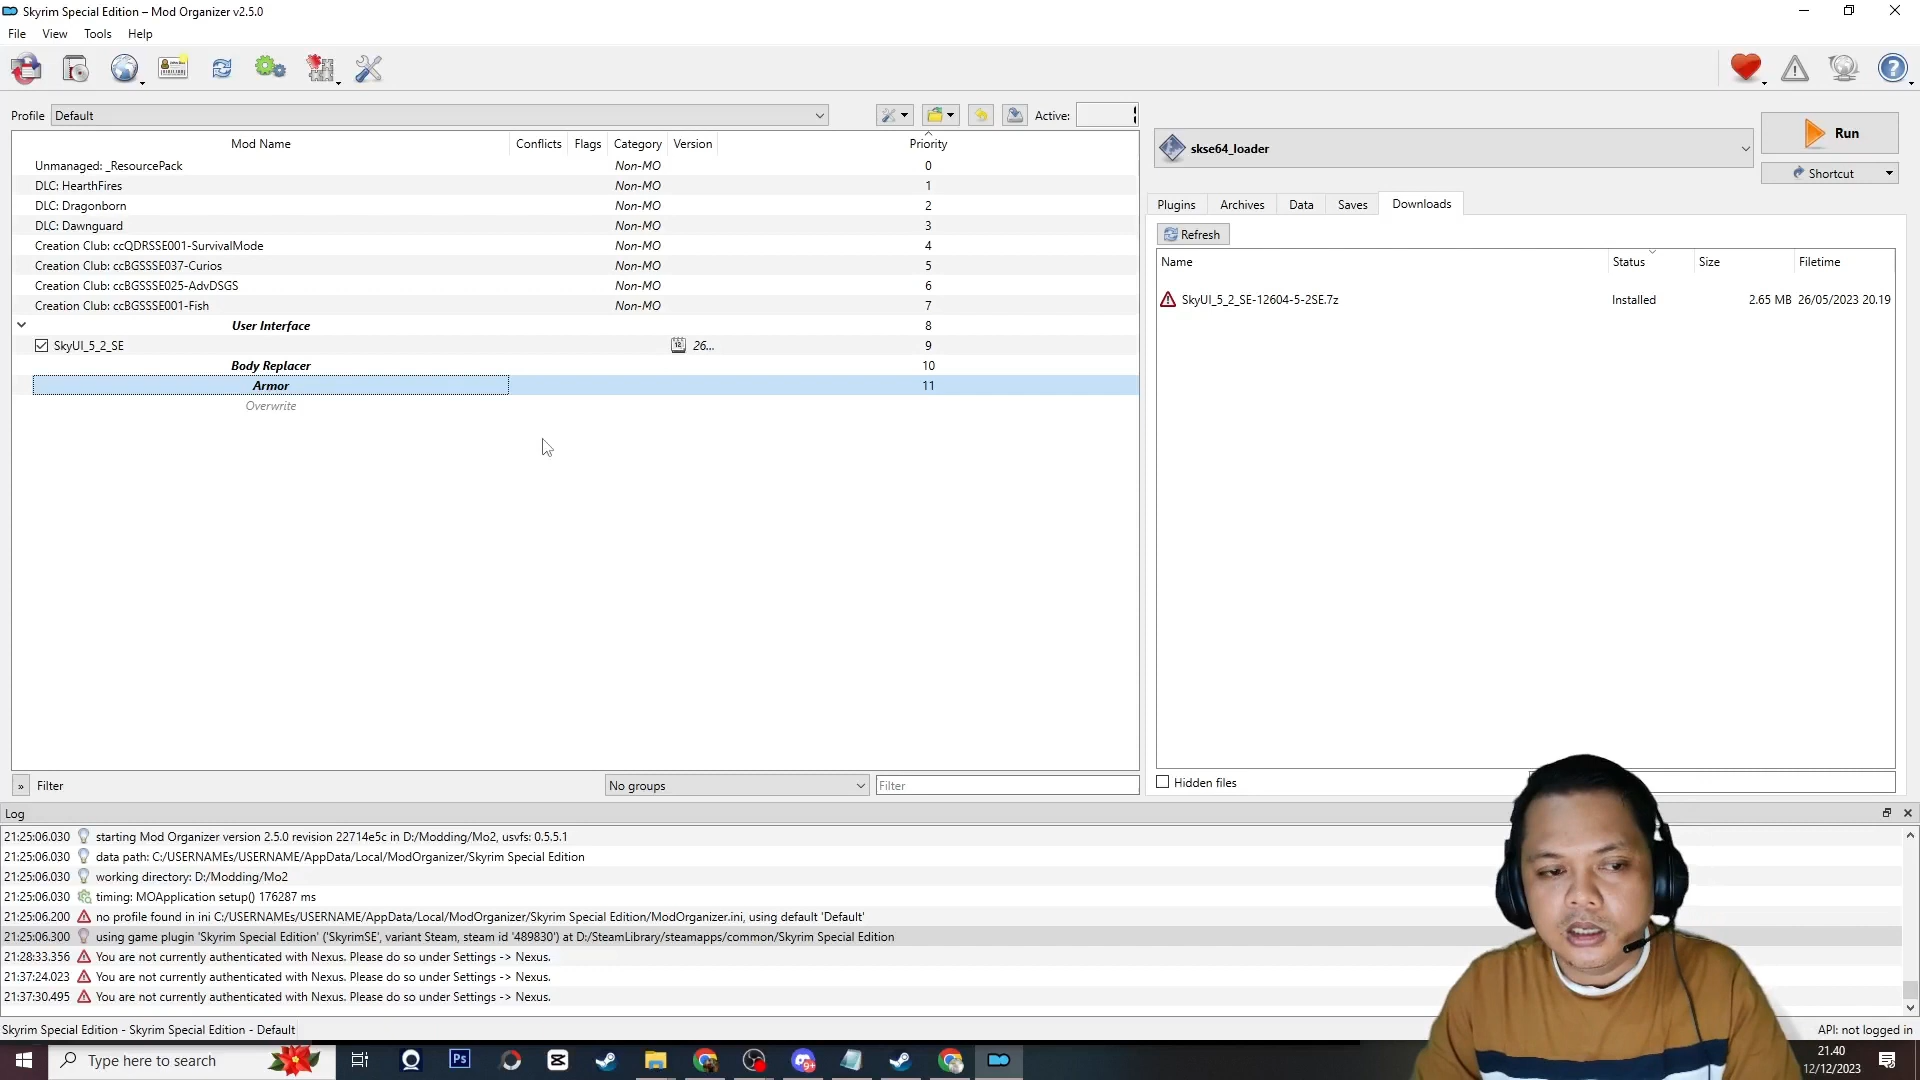 Skyrim Special Edition – Mod Organizer v2.5.0
File View Tools Help
Profile Default Active:
Mod Name Conflicts Flags Category Version Priority
Unmanaged: _ResourcePack Non-MO 0
DLC: HearthFires Non-MO 1
DLC: Dragonborn Non-MO 2
DLC: Dawnguard Non-MO 3
Creation Club: ccQDRSSE001-SurvivalMode Non-MO 4
Creation Club: ccBGSSSE037-Curios Non-MO 5
Creation Club: ccBGSSSE025-AdvDSGS Non-MO 6
Creation Club: ccBGSSSE001-Fish Non-MO 7
User Interface 8
SkyUI_5_2_SE 26... 9
Body Replacer 10
Armor 11
Overwrite
» Filter No groups Filter
skse64_loader
Run
Shortcut
Plugins Archives Data Saves Downloads
Refresh
Name Status Size Filetime
SkyUI_5_2_SE-12604-5-2SE.7z Installed 2.65 MB 26/05/2023 20.19
Hidden files
Log
21:25:06.030 starting Mod Organizer version 2.5.0 revision 22714e5c in D:/Modding/Mo2, usvfs: 0.5.5.1
21:25:06.030 data path: C:/USERNAMEs/USERNAME/AppData/Local/ModOrganizer/Skyrim Special Edition
21:25:06.030 working directory: D:/Modding/Mo2
21:25:06.030 timing: MOApplication setup() 176287 ms
21:25:06.200 no profile found in ini C:/USERNAMEs/USERNAME/AppData/Local/ModOrganizer/Skyrim Special Edition/ModOrganizer.ini, using default 'Default'
21:25:06.300 using game plugin 'Skyrim Special Edition' ('SkyrimSE', variant Steam, steam id '489830') at D:/SteamLibrary/steamapps/common/Skyrim Special Edition
21:28:33.356 You are not currently authenticated with Nexus. Please do so under Settings -> Nexus.
21:37:24.023 You are not currently authenticated with Nexus. Please do so under Settings -> Nexus.
21:37:30.495 You are not currently authenticated with Nexus. Please do so under Settings -> Nexus.
Skyrim Special Edition - Skyrim Special Edition - Default
API: not logged in
Type here to search
Ps
9+
21.40
12/12/2023